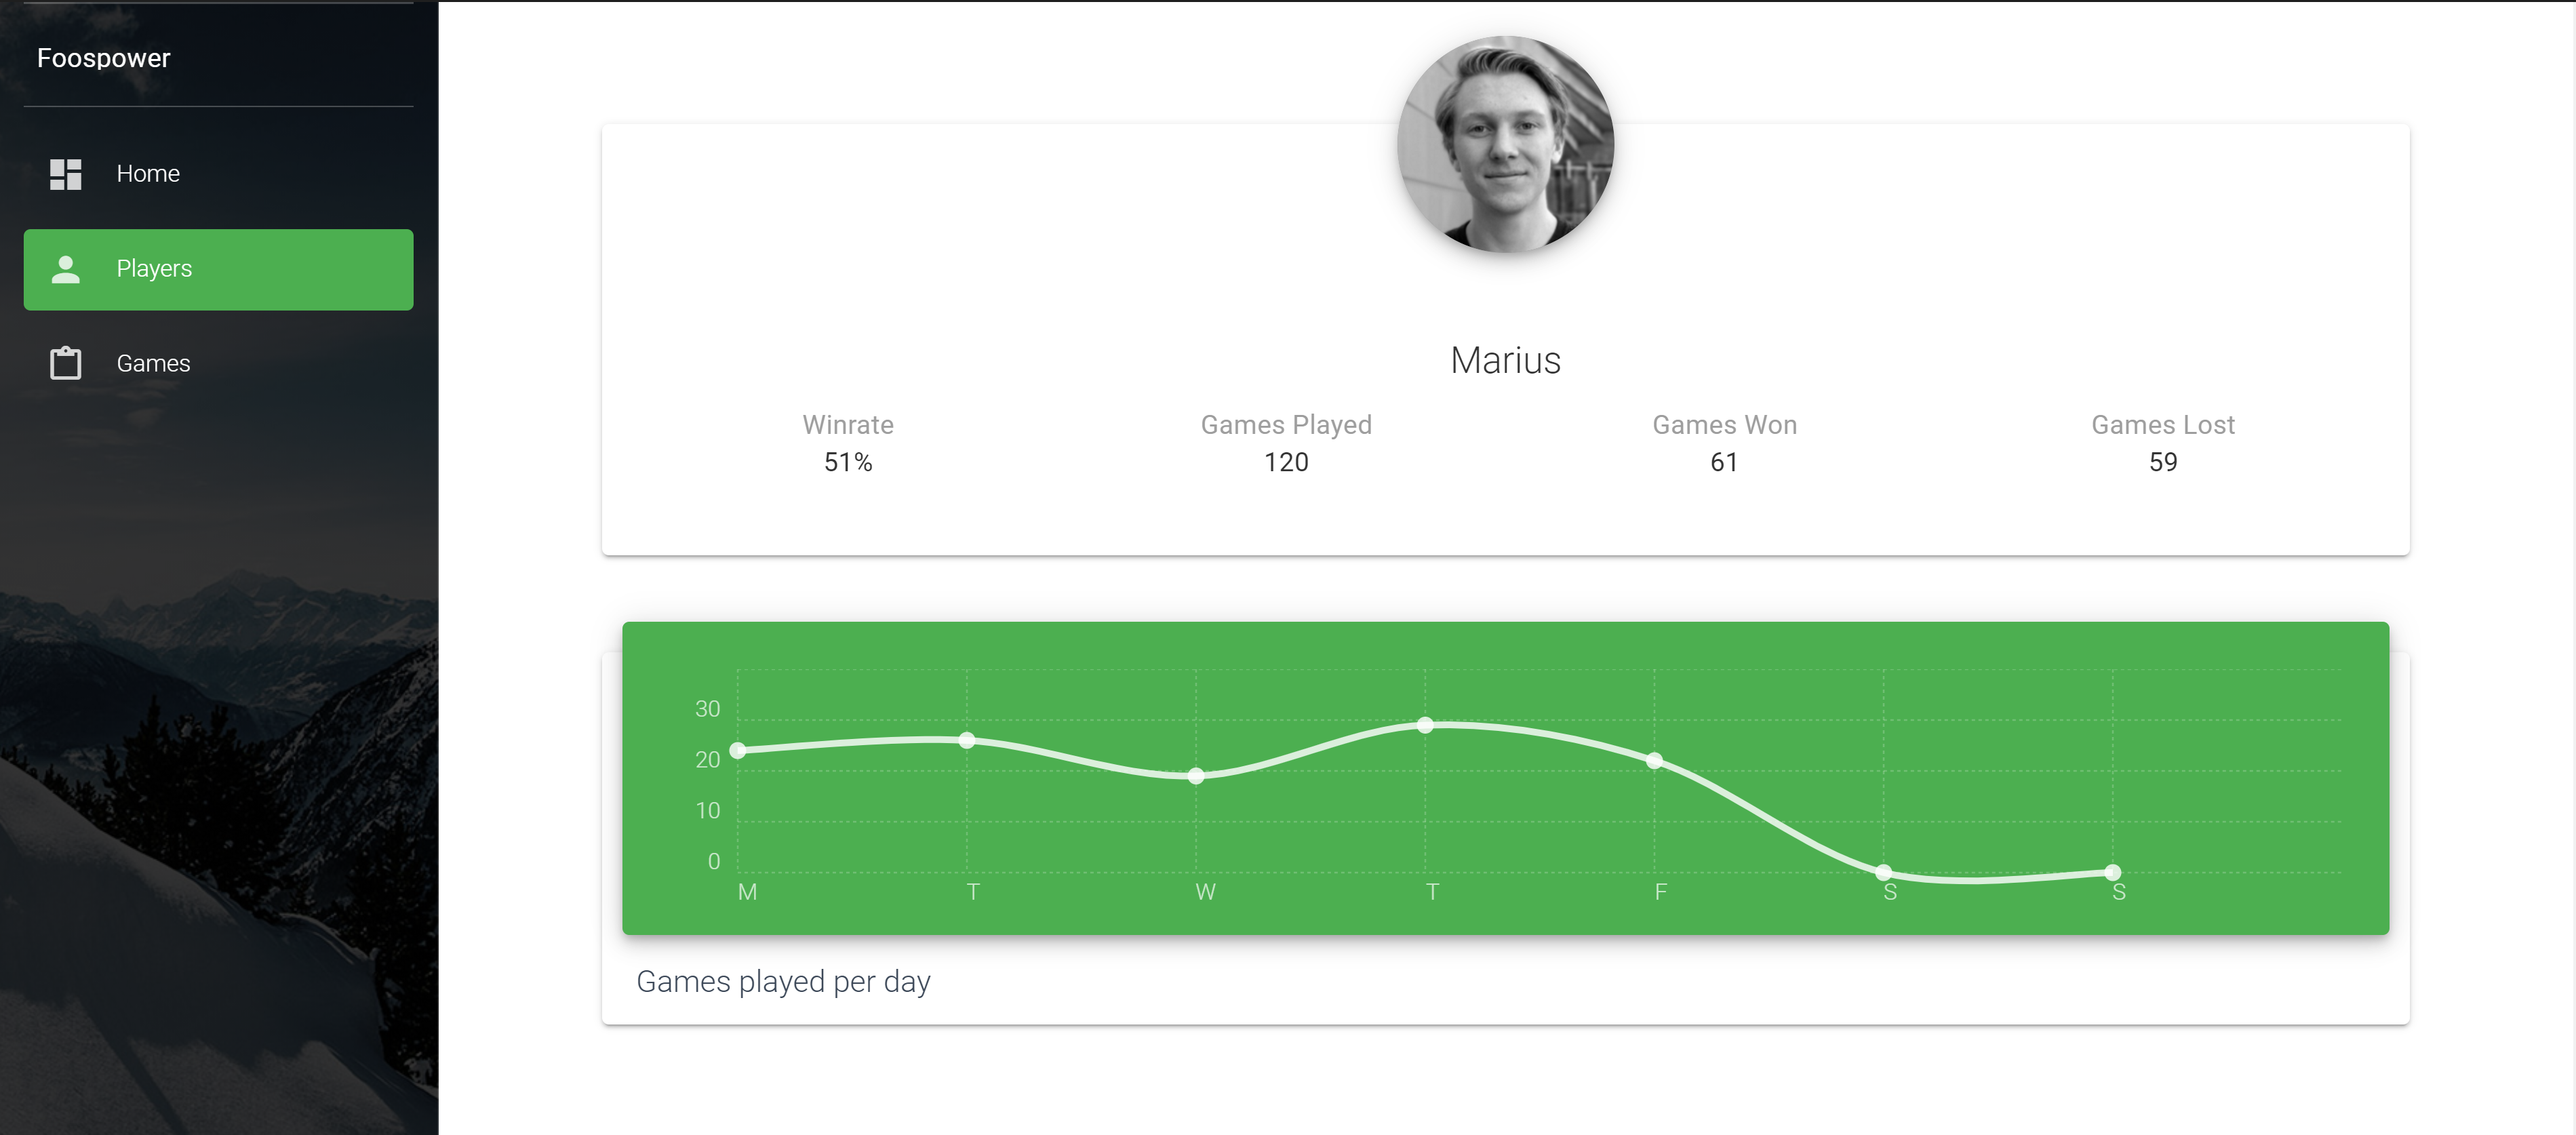 Foospower
Home
Players
Games
Marius
Winrate Games Played Games Won Games Lost
51% 120 61 59
30
20
10
0
M T W T F S S
Games played per day